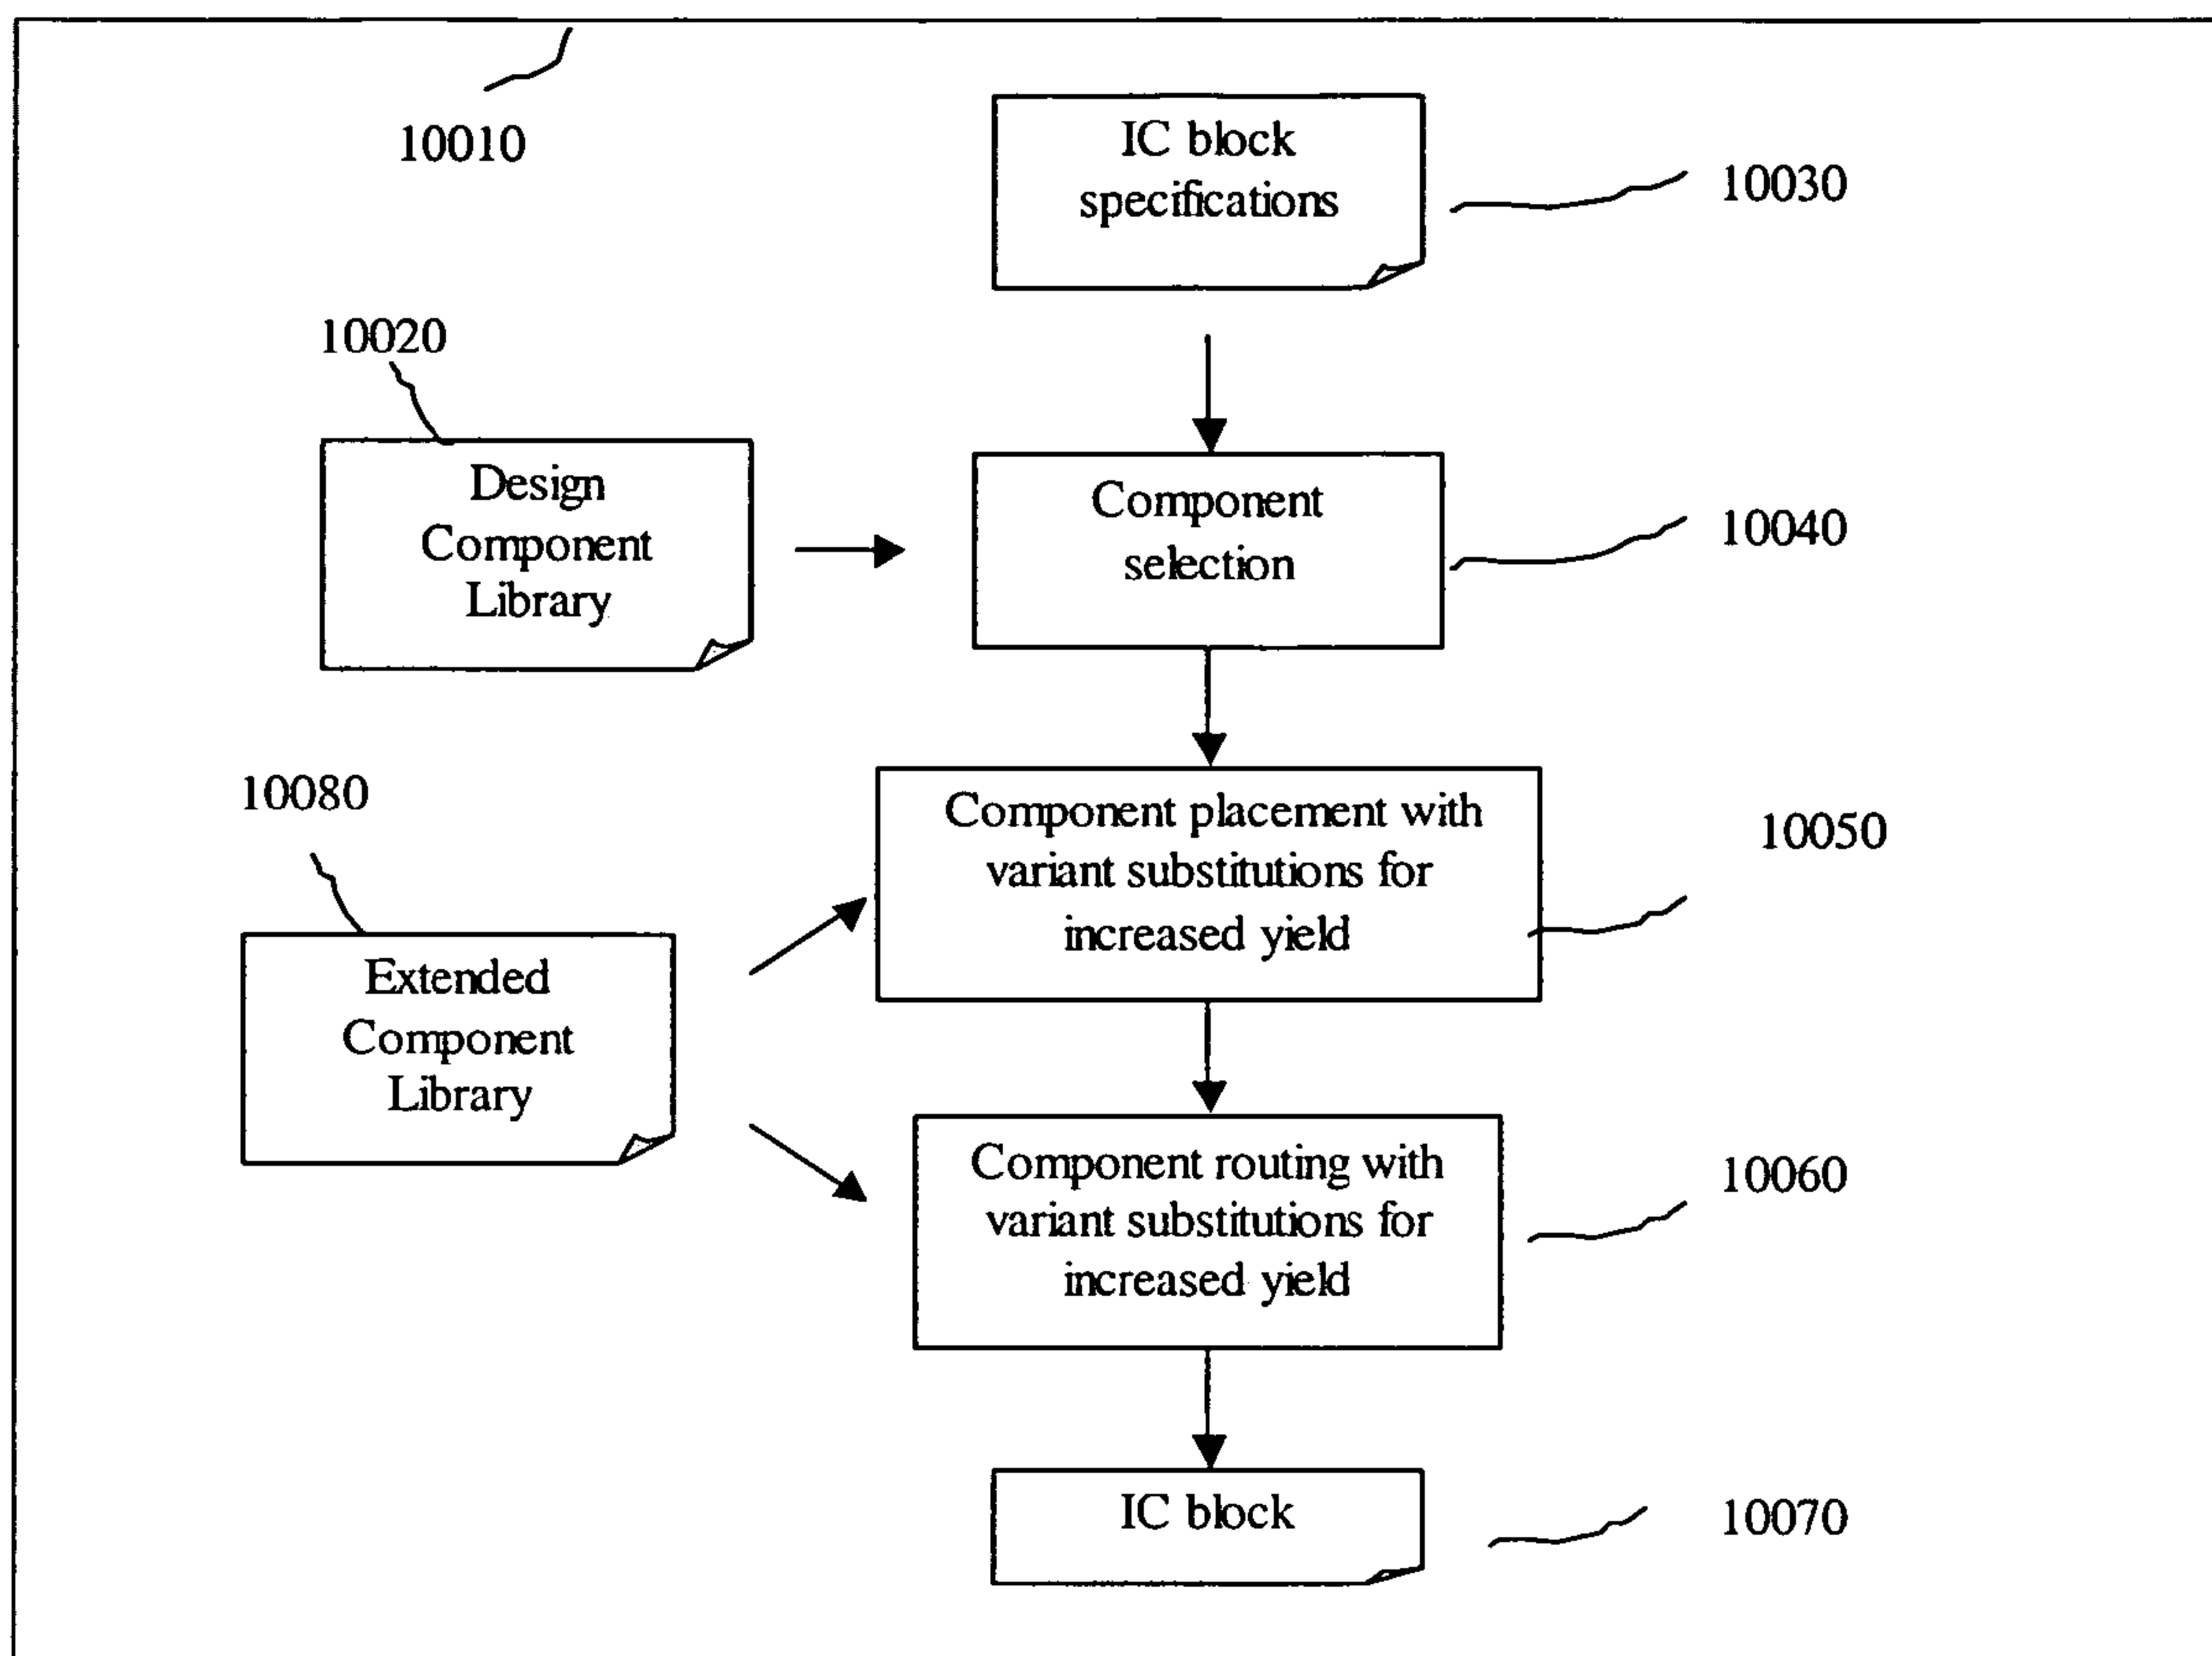 10010
IC block
specifications
10030
10020
Design
Component
Library
Component
selection
10040
10080
Component placement with
variant substitutions for
increased yield
10050
Extended
Component
Library
Component routing with
variant substitutions for
increased yield
10060
IC block
10070